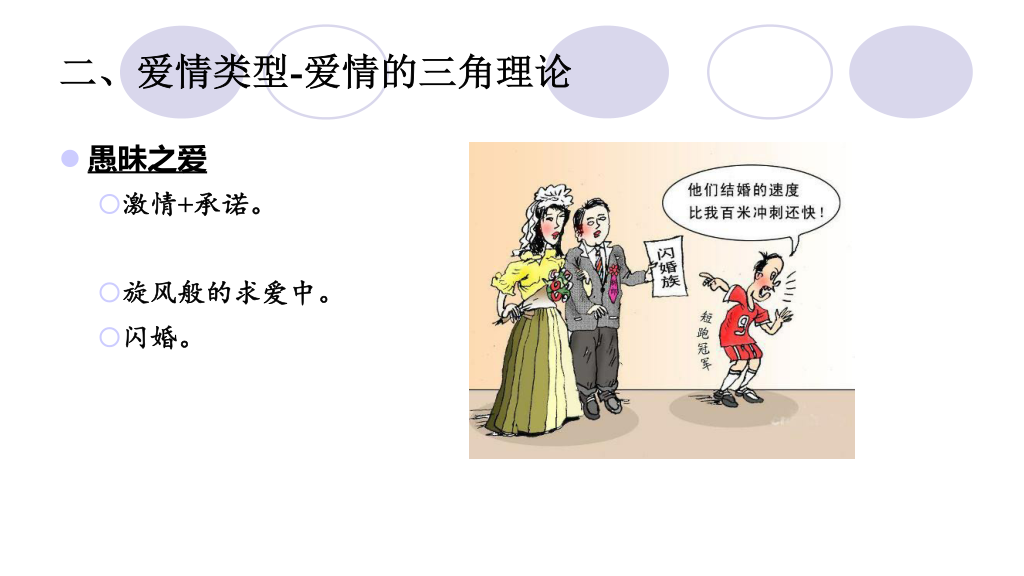 二、爱情类型-爱情的三角理论
愚昧之爱
激情+承诺。
旋风般的求爱中。
闪婚。
他们结婚的速度
比我百米冲刺还快！
闪婚族
短跑冠军
9